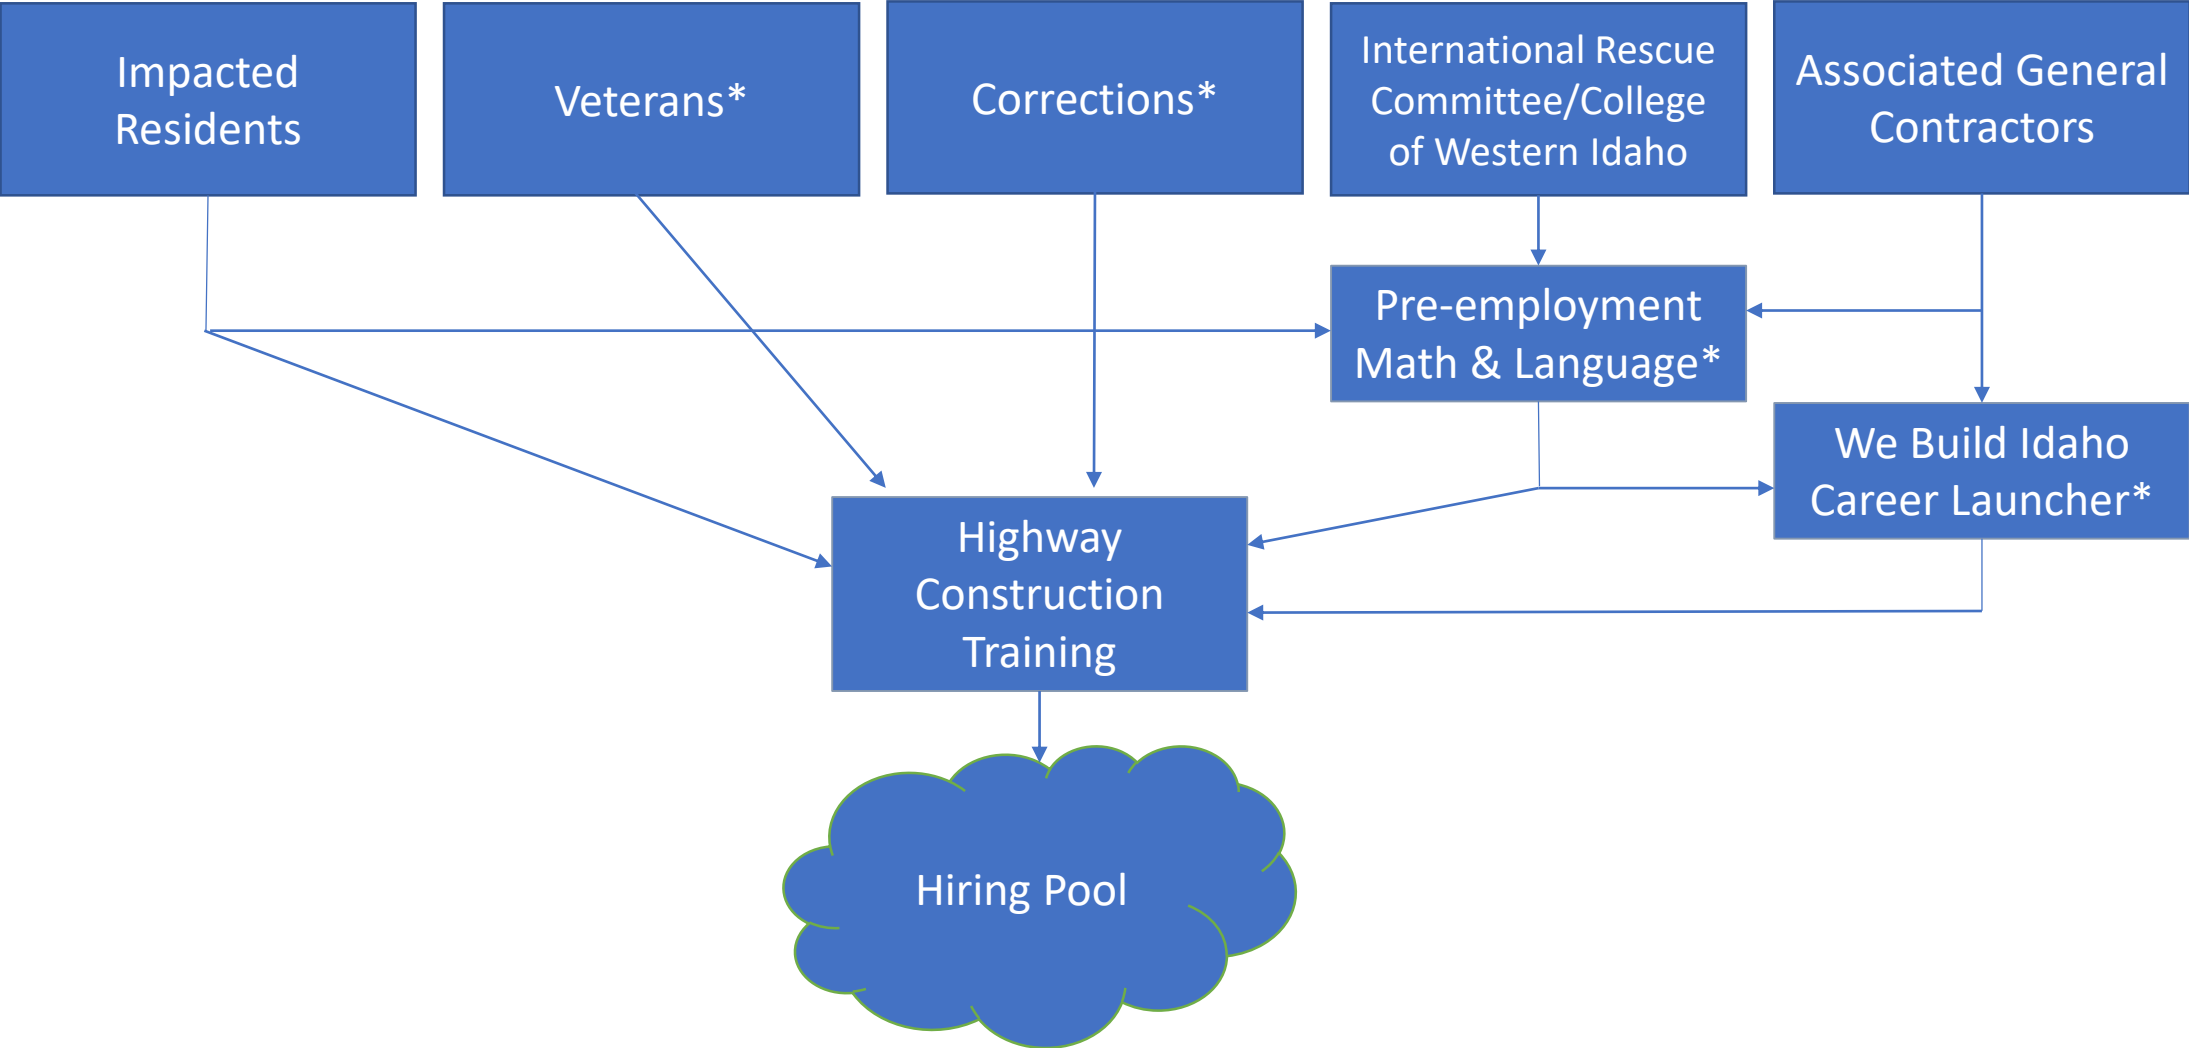 Impacted
Residents
Veterans*
Corrections*
International Rescue
Committee/College
of Western Idaho
Associated General
Contractors
Pre-employment
Math & Language*
We Build Idaho
Career Launcher*
Highway
Construction
Training
Hiring Pool